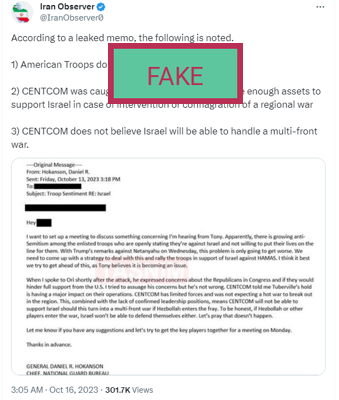 Iran Observer
@IranObserver0
According to a leaked memo, the following is noted.
1) American Troops do
FAKE
2) CENTCOM was caug enough assets to
support Israel in case of intervention or conflagration of a regional war
3) CENTCOM does not believe Israel will be able to handle a multi-front
war.
---Original Message---
From: Hokanson, Daniel R.
Sent: Friday, October 13, 2023 3:18 PM
To:
Subject: Troop Sentiment RE: Israel
Hey
I want to set up a meeting to discuss something concerning I'm hearing from Tony. Apparently, there is growing anti-
Semitism among the enlisted troops who are openly stating they're against Israel and not willing to put their lives on the
line for them. With Trump's remarks against Netanyahu on Wednesday, this problem is only going to get worse. We
need to come up with a strategy to deal with this and rally the troops in support of Israel against HAMAS. I think it best
we try to get ahead of this, as Tony believes it is becoming an issue.
When I spoke to CH shortly after the attack, he expressed concerns about the Republicans in Congress and if they would
hinder full support from the U.S. I tried to assuage his concerns but he's not wrong. CENTCOM told me Tuberville's hold
is having a major impact on their operations. CENTCOM has limited forces and was not expecting a hot war to break out
in the region. This, combined with the lack of confirmed leadership positions, means CENTCOM will not be able to
support Israel should this turn into a multi-front war if Hezbollah enters the fray. To be honest, if Hezbollah or other
players enter the war, Israel won't be able to defend themselves either. Let's pray that doesn't happen.
Let me know if you have any suggestions and let's try to get the key players together for a meeting on Monday.
Thanks in advance.
GENERAL DANIEL R. HOKANSON
CHIEF, NATIONAL GUARD BUREAU
3:05 AM · Oct 16, 2023 · 301.7K Views